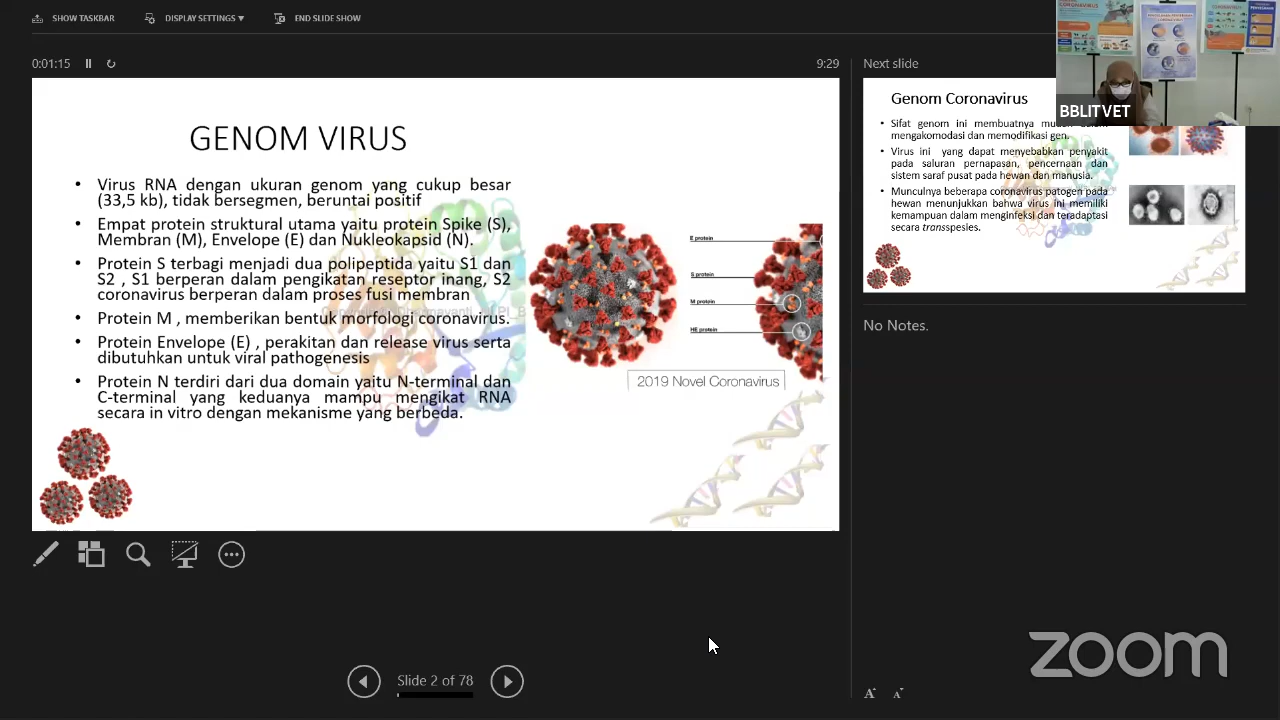 SHOW TASKBAR
DISPLAY SETTINGS ▼
END SLIDE SHOW
0:01:15
9:29
Next slide
GENOM VIRUS
• Virus RNA dengan ukuran genom yang cukup besar
(33,5 kb), tidak bersegmen, beruntai positif
• Empat protein struktural utama yaitu protein Spike (S),
Membran (M), Envelope (E) dan Nukleokapsid (N).
• Protein S terbagi menjadi dua polipeptida yaitu S1 dan
S2 , S1 berperan dalam pengikatan reseptor inang, S2
coronavirus berperan dalam proses fusi membran
• Protein M , memberikan bentuk morfologi coronavirus.
• Protein Envelope (E) , perakitan dan release virus serta
dibutuhkan untuk viral pathogenesis
• Protein N terdiri dari dua domain yaitu N-terminal dan
C-terminal yang keduanya mampu mengikat RNA
secara in vitro dengan mekanisme yang berbeda.
E protein
S protein
M protein
HE protein
2019 Novel Coronavirus
Genom Coronavirus
• Sifat genom ini membuatnya
mengakomodasi dan memodifikasi gen.
• Virus ini yang dapat menyebabkan penyakit
pada saluran pernapasan, pencernaan dan
sistem saraf pusat pada hewan dan manusia.
• Munculnya beberapa coronavirus patogen pada
hewan menunjukkan bahwa virus ini memiliki
kemampuan dalam menginfeksi dan teradaptasi
secara transspesies.
BBLITVET
No Notes.
Slide 2 of 78
A A
zoom